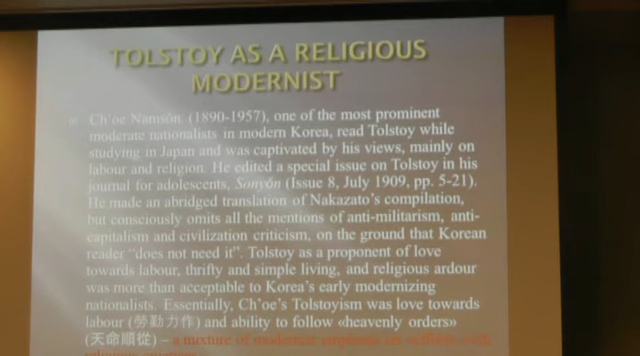 TOLSTOY AS A RELIGIOUS
MODERNIST
Ch'oe Namsŏn (1890-1957), one of the most prominent
moderate nationalists in modern Korea, read Tolstoy while
studying in Japan and was captivated by his views, mainly on
labour and religion. He edited a special issue on Tolstoy in his
journal for adolescents, Sonyŏn (Issue 8, July 1909, pp. 5-21).
He made an abridged translation of Nakazato's compilation,
but consciously omits all the mentions of anti-militarism, anti-
capitalism and civilization criticism, on the ground that Korean
reader "does not need it". Tolstoy as a proponent of love
towards labour, thrifty and simple living, and religious ardour
was more than acceptable to Korea's early modernizing
nationalists. Essentially, Ch'oe's Tolstoyism was love towards
labour (勞勤力作) and ability to follow «heavenly orders»
(天命順從) – a mixture of modernist emphasis on